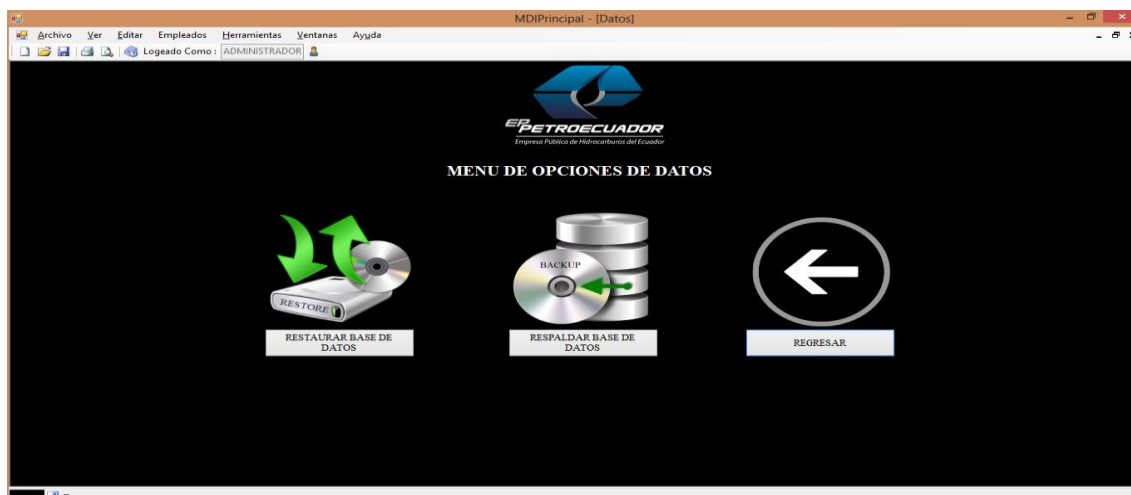 MDIPrincipal - [Datos]
Archivo Ver Editar Empleados Herramientas Ventanas Ayuda
Logeado Como : ADMINISTRADOR
EP PETROECUADOR
Empresa Pública de Hidrocarburos del Ecuador
MENU DE OPCIONES DE DATOS
RESTORE
BACKUP
RESTAURAR BASE DE
DATOS
RESPALDAR BASE DE
DATOS
REGRESAR